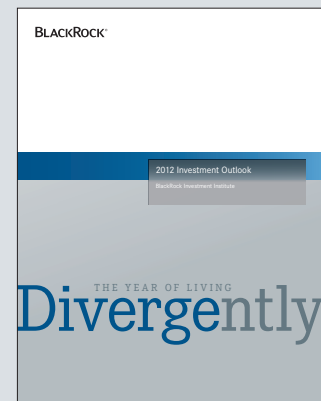 BLACKROCK®
2012 Investment Outlook
BlackRock Investment Institute
THE YEAR OF LIVING
Divergently